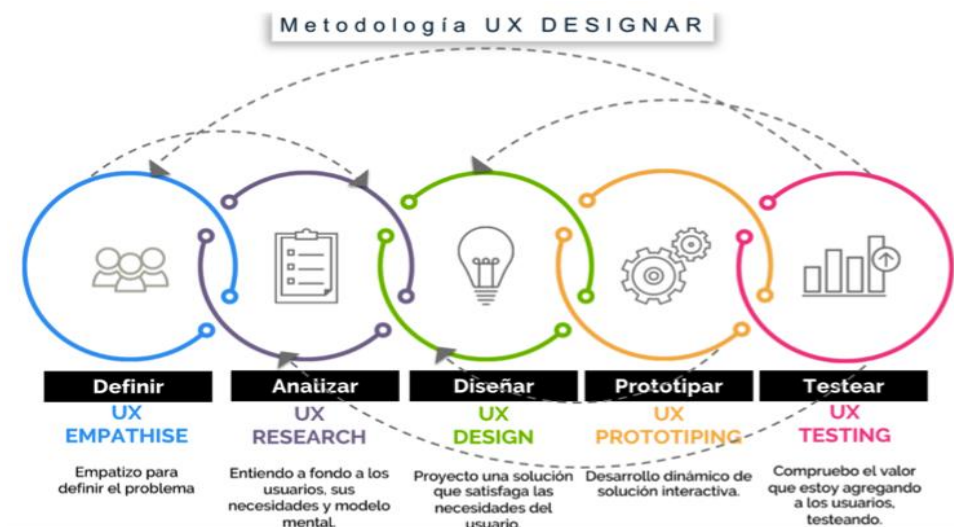 Metodología UX DESIGNAR
Definir
UX
EMPATHISE
Empatizo para
definir el problema
Analizar
UX
RESEARCH
Entiendo a fondo a los
usuarios, sus
necesidades y modelo
mental.
Diseñar
UX
DESIGN
Proyecto una solución
que satisfaga las
necesidades del
usuario.
Prototipar
UX
PROTOTIPING
Desarrollo dinámico de
solución interactiva.
Testear
UX
TESTING
Compruebo el valor
que estoy agregando
a los usuarios,
testeando.